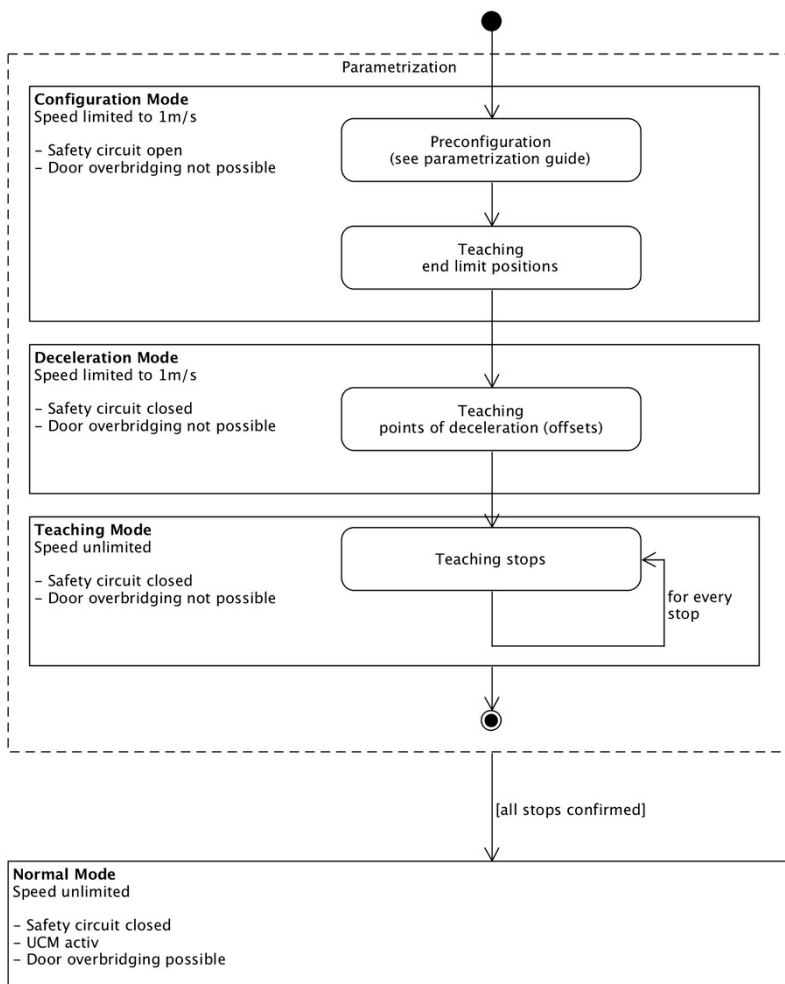 Parametrization
Configuration Mode
Speed limited to 1m/s
- Safety circuit open
- Door overbridging not possible
Preconfiguration
(see parametrization guide)
Teaching
end limit positions
Deceleration Mode
Speed limited to 1m/s
- Safety circuit closed
- Door overbridging not possible
Teaching
points of deceleration (offsets)
Teaching Mode
Speed unlimited
- Safety circuit closed
- Door overbridging not possible
Teaching stops
for every
stop
[all stops confirmed]
Normal Mode
Speed unlimited
- Safety circuit closed
- UCM activ
- Door overbridging possible